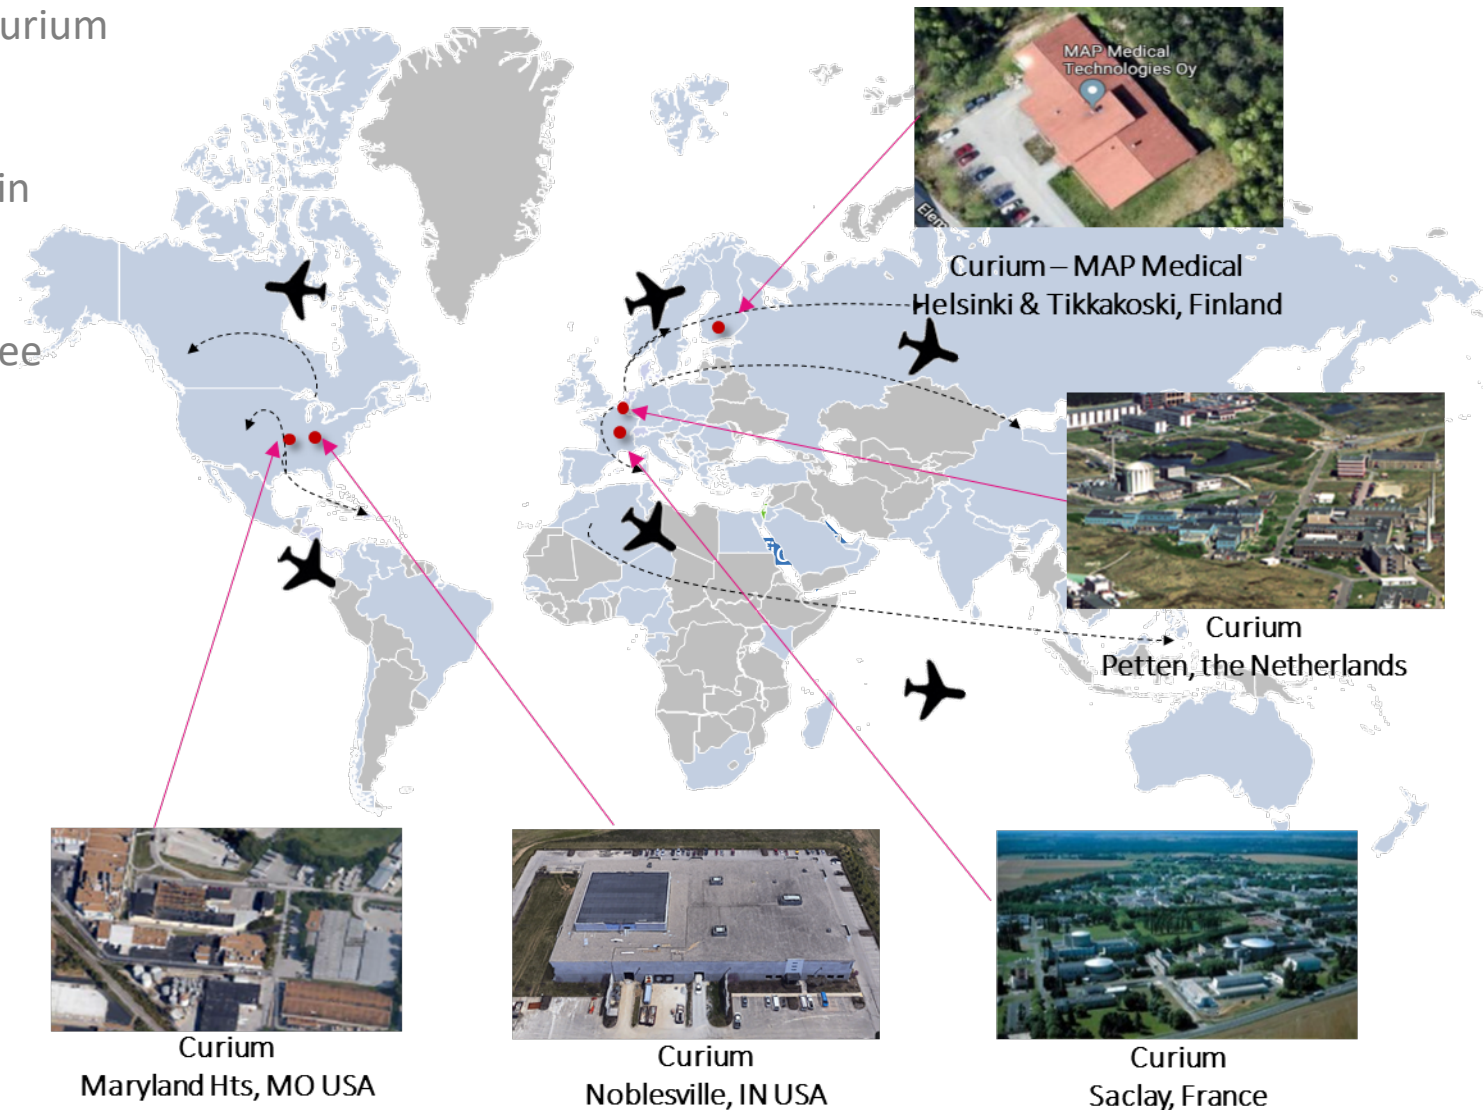 urium
in
ee
MAP Medical
Technologies Oy
Curium – MAP Medical
Helsinki & Tikkakoski, Finland
Curium
Petten, the Netherlands
Curium
Maryland Hts, MO USA
Curium
Noblesville, IN USA
Curium
Saclay, France